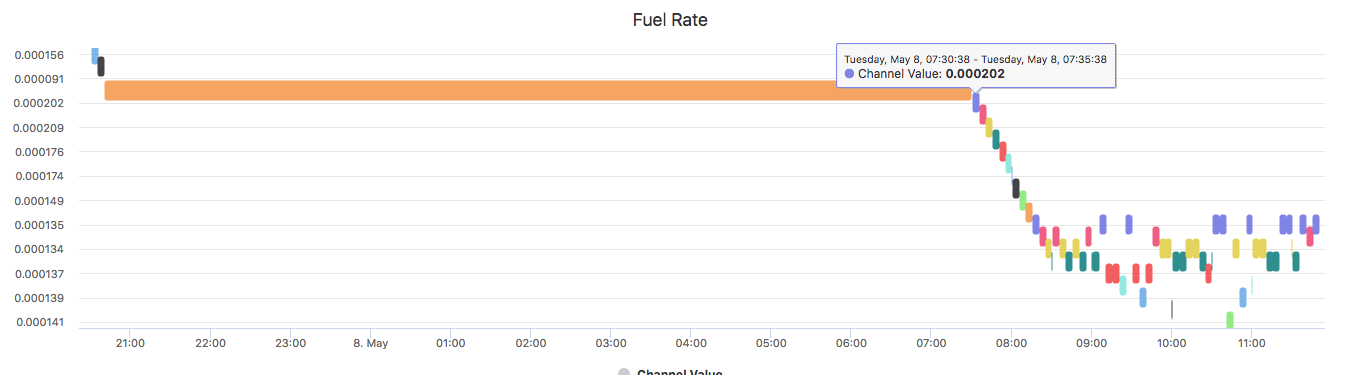 Fuel Rate
Tuesday, May 8, 07:30:38 - Tuesday, May 8, 07:35:38
Channel Value: 0.000202
0.000156
0.000091
0.000202
0.000209
0.000176
0.000174
0.000149
0.000135
0.000134
0.000137
0.000139
0.000141
21:00 22:00 23:00 8. May 01:00 02:00 03:00 04:00 05:00 06:00 07:00 08:00 09:00 10:00 11:00
Channel Value